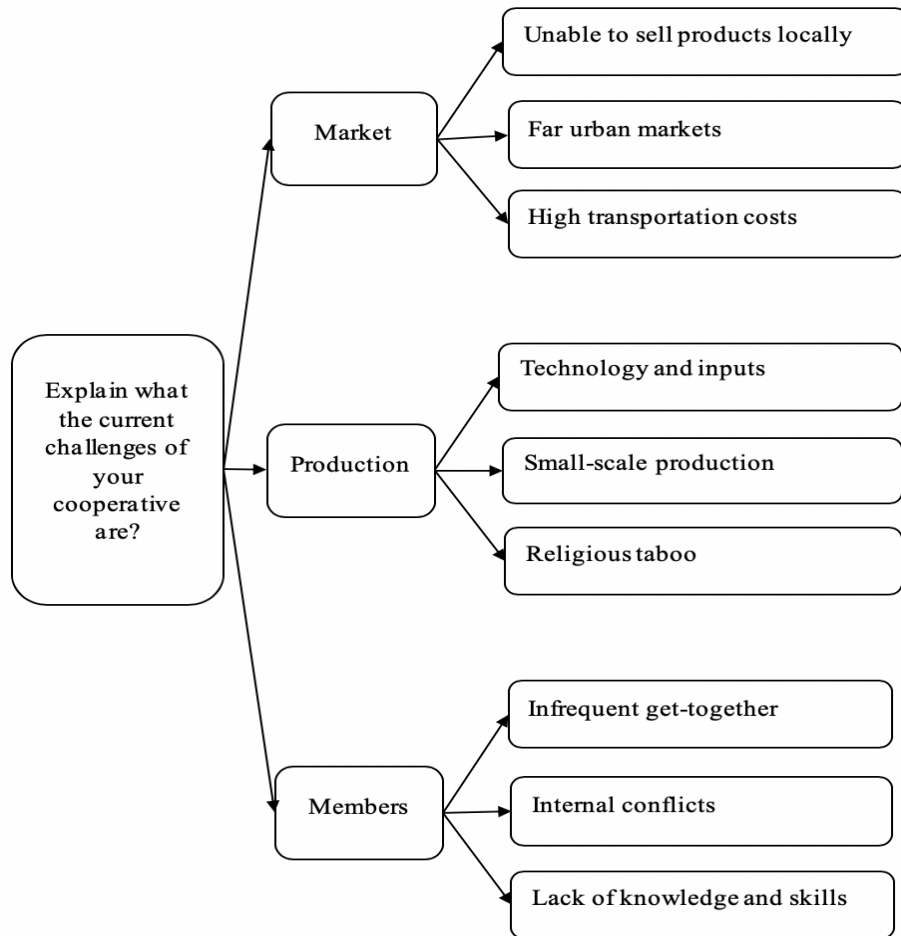 Explain what
the current
challenges of
your
cooperative
are?
Market
Unable to sell products locally
Far urban markets
High transportation costs
Production
Technology and inputs
Small-scale production
Religious taboo
Members
Infrequent get-together
Internal conflicts
Lack of knowledge and skills